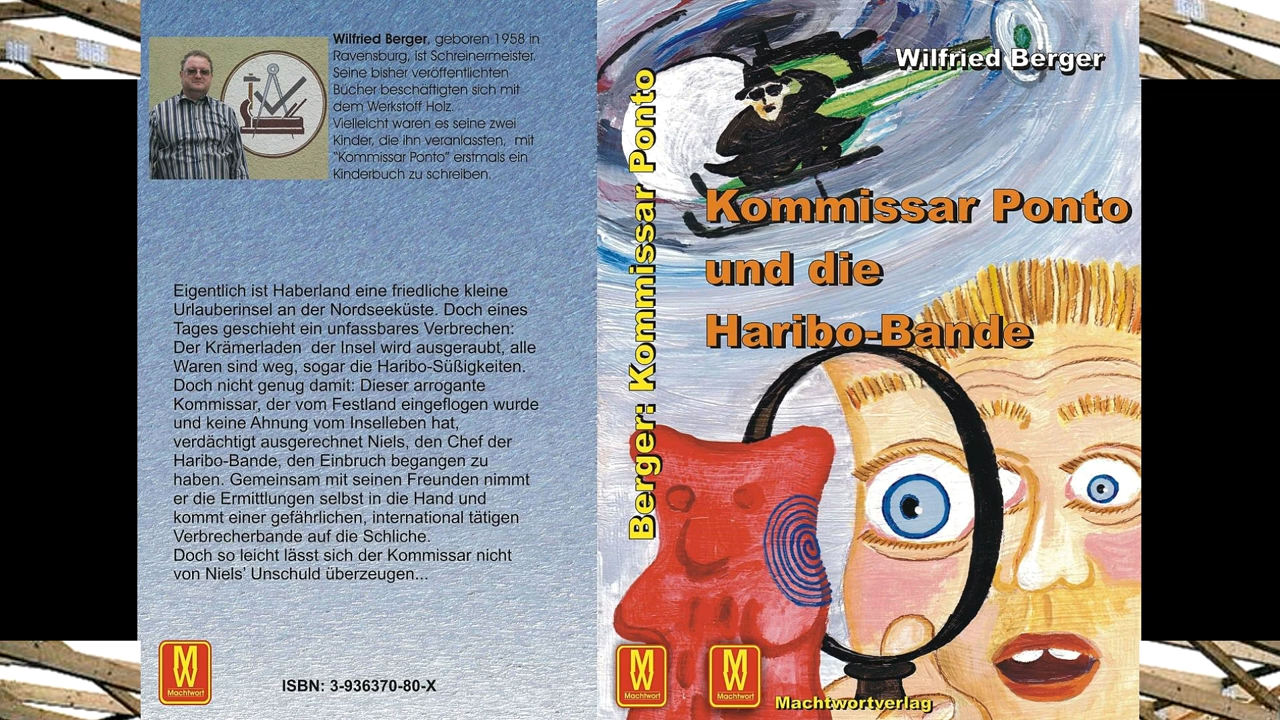 Wilfried Berger, geboren 1958 in
Ravensburg, ist Schreinermeister.
Seine bisher veröffentlichten
Bücher beschäftigten sich mit
dem Werkstoff Holz.
Vielleicht waren es seine zwei
Kinder, die ihn veranlassten, mit
"Kommissar Ponto" erstmals ein
Kinderbuch zu schreiben.
Eigentlich ist Haberland eine friedliche kleine
Urlauberinsel an der Nordseeküste. Doch eines
Tages geschieht ein unfassbares Verbrechen:
Der Krämerladen der Insel wird ausgeraubt, alle
Waren sind weg, sogar die Haribo-Süßigkeiten.
Doch nicht genug damit: Dieser arrogante
Kommissar, der vom Festland eingeflogen wurde
und keine Ahnung vom Inselleben hat,
verdächtigt ausgerechnet Niels, den Chef der
Haribo-Bande, den Einbruch begangen zu
haben. Gemeinsam mit seinen Freunden nimmt
er die Ermittlungen selbst in die Hand und
kommt einer gefährlichen, international tätigen
Verbrecherbande auf die Schliche.
Doch so leicht lässt sich der Kommissar nicht
von Niels' Unschuld überzeugen...
Machtwort
ISBN: 3-936370-80-X
Berger: Kommissar Ponto
Machtwort
Wilfried Berger
Kommissar Ponto
und die
Haribo-Bande
Machtwort
Machtwortverlag